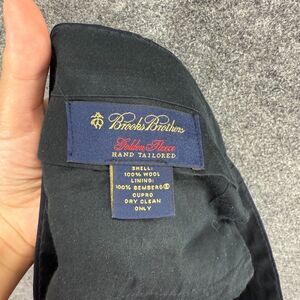 Brooks Brothers
Golden Fleece
HAND TAILORED
SHELL:
100% WOOL
LINING:
100% BEMBERG®
CUPRO
DRY CLEAN
ONLY